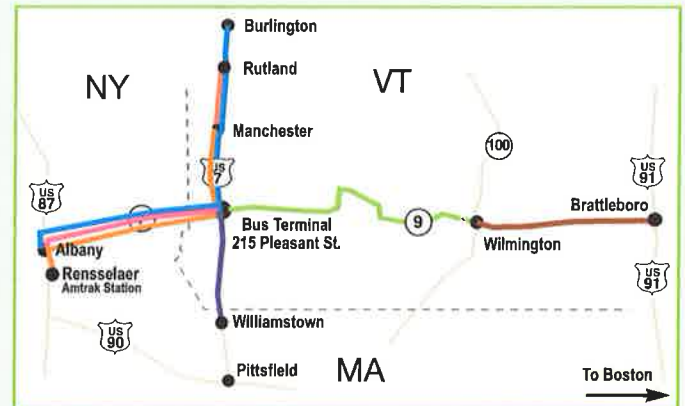 Burlington
Rutland
NY
VT
Manchester
100
US
7
US
91
US
87
Brattleboro
Bus Terminal
215 Pleasant St.
9
Wilmington
Albany
Rensselaer
Amtrak Station
US
91
Williamstown
US
90
Pittsfield
MA
To Boston